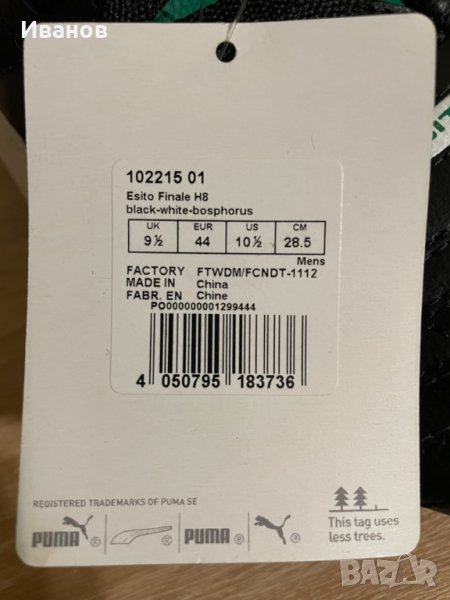 Иванов
102215 01
Esito Finale H8
black-white-bosphorus
UK EUR US CM
9½ 44 10½ 28.5
Mens
FACTORY FTWDM/FCNDT-1112
MADE IN China
FABR. EN Chine
PO000000001299444
4 050795 183736
REGISTERED TRADEMARKS OF PUMA SE
PUMA ® ® PUMA ® ®
This tag uses
less trees.
BAZAR